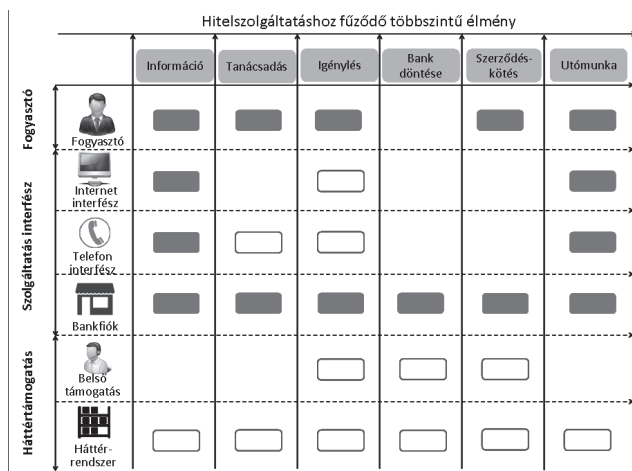 Hitelszolgáltatáshoz fűződő többszintű élmény
Információ
Tanácsadás
Igénylés
Bank
döntése
Szerződés-
kötés
Utómunka
Fogyasztó
Fogyasztó
Szolgáltatás interfész
Internet
interfész
Telefon
interfész
Bankfiók
Háttértámogatás
Belső
támogatás
Háttér-
rendszer